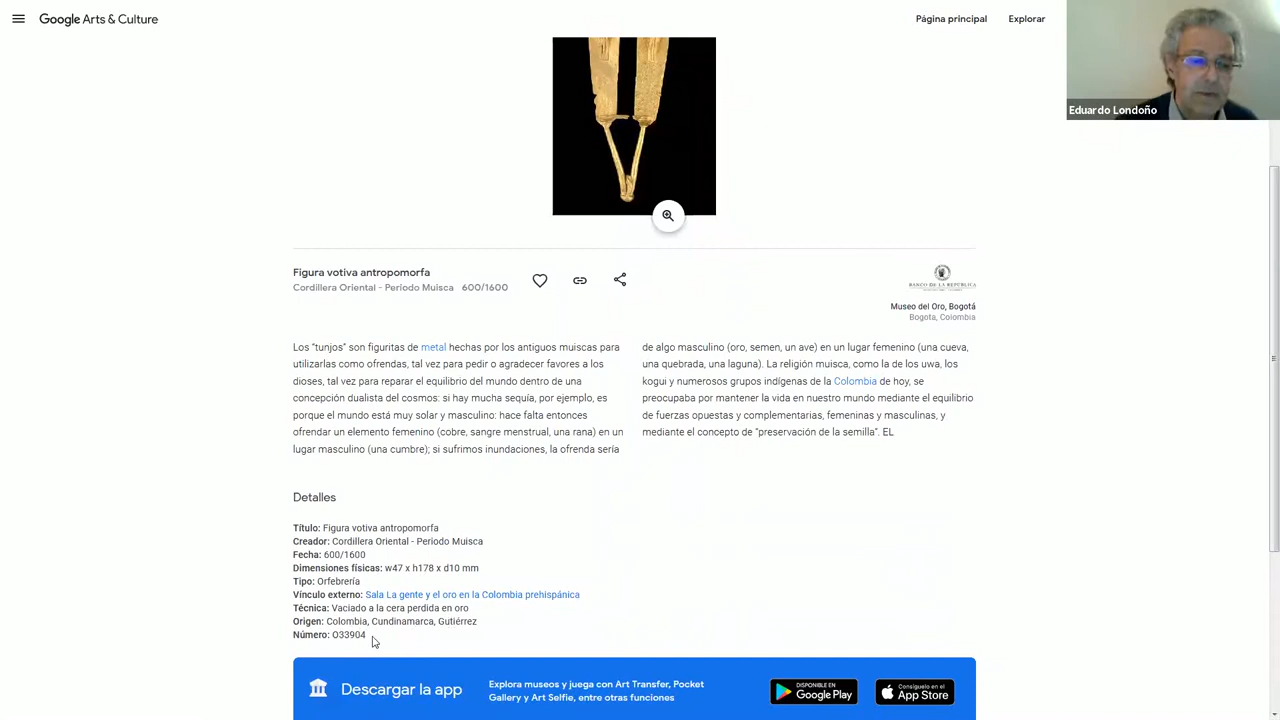 Google Arts & Culture
Página principal
Explorar
Eduardo Londoño
Figura votiva antropomorfa
Cordillera Oriental - Periodo Muisca 600/1600
BANCO DE LA REPÚBLICA
Museo del Oro, Bogotá
Bogota, Colombia
Los “tunjos” son figuritas de metal hechas por los antiguos muiscas para
utilizarlas como ofrendas, tal vez para pedir o agradecer favores a los
dioses, tal vez para reparar el equilibrio del mundo dentro de una
concepción dualista del cosmos: si hay mucha sequía, por ejemplo, es
porque el mundo está muy solar y masculino: hace falta entonces
ofrendar un elemento femenino (cobre, sangre menstrual, una rana) en un
lugar masculino (una cumbre); si sufrimos inundaciones, la ofrenda sería
de algo masculino (oro, semen, un ave) en un lugar femenino (una cueva,
una quebrada, una laguna). La religión muisca, como la de los uwa, los
kogui y numerosos grupos indígenas de la Colombia de hoy, se
preocupaba por mantener la vida en nuestro mundo mediante el equilibrio
de fuerzas opuestas y complementarias, femeninas y masculinas, y
mediante el concepto de “preservación de la semilla”. EL
Detalles
Título: Figura votiva antropomorfa
Creador: Cordillera Oriental - Periodo Muisca
Fecha: 600/1600
Dimensiones físicas: w47 x h178 x d10 mm
Tipo: Orfebrería
Vínculo externo: Sala La gente y el oro en la Colombia prehispánica
Técnica: Vaciado a la cera perdida en oro
Origen: Colombia, Cundinamarca, Gutiérrez
Número: O33904
Descargar la app
Explora museos y juega con Art Transfer, Pocket
Gallery y Art Selfie, entre otras funciones
DISPONIBLE EN
Google Play
Consíguelo en el
App Store